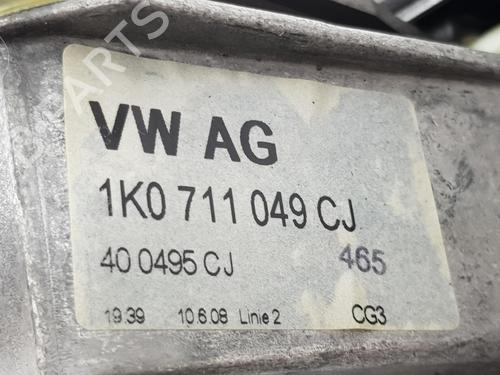 VW AG
1K0 711 049 CJ
40 0495 CJ 465
19.39 10.6.08 Linie 2 CG3